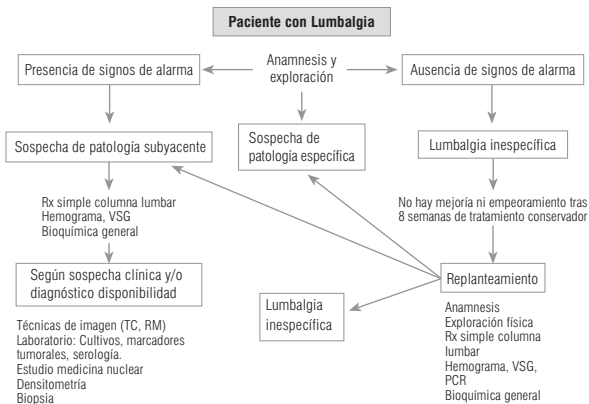 Paciente con Lumbalgia
Presencia de signos de alarma
Anamnesis y
exploración
Ausencia de signos de alarma
Sospecha de patología subyacente
Sospecha de
patología específica
Lumbalgia inespecífica
Rx simple columna lumbar
Hemograma, VSG
Bioquímica general
No hay mejoría ni empeoramiento tras
8 semanas de tratamiento conservador
Según sospecha clínica y/o
diagnóstico disponibilidad
Lumbalgia
inespecífica
Replanteamiento
Técnicas de imagen (TC, RM)
Laboratorio: Cultivos, marcadores
tumorales, serología.
Estudio medicina nuclear
Densitometría
Biopsia
Anamnesis
Exploración física
Rx simple columna
lumbar
Hemograma, VSG,
PCR
Bioquímica general